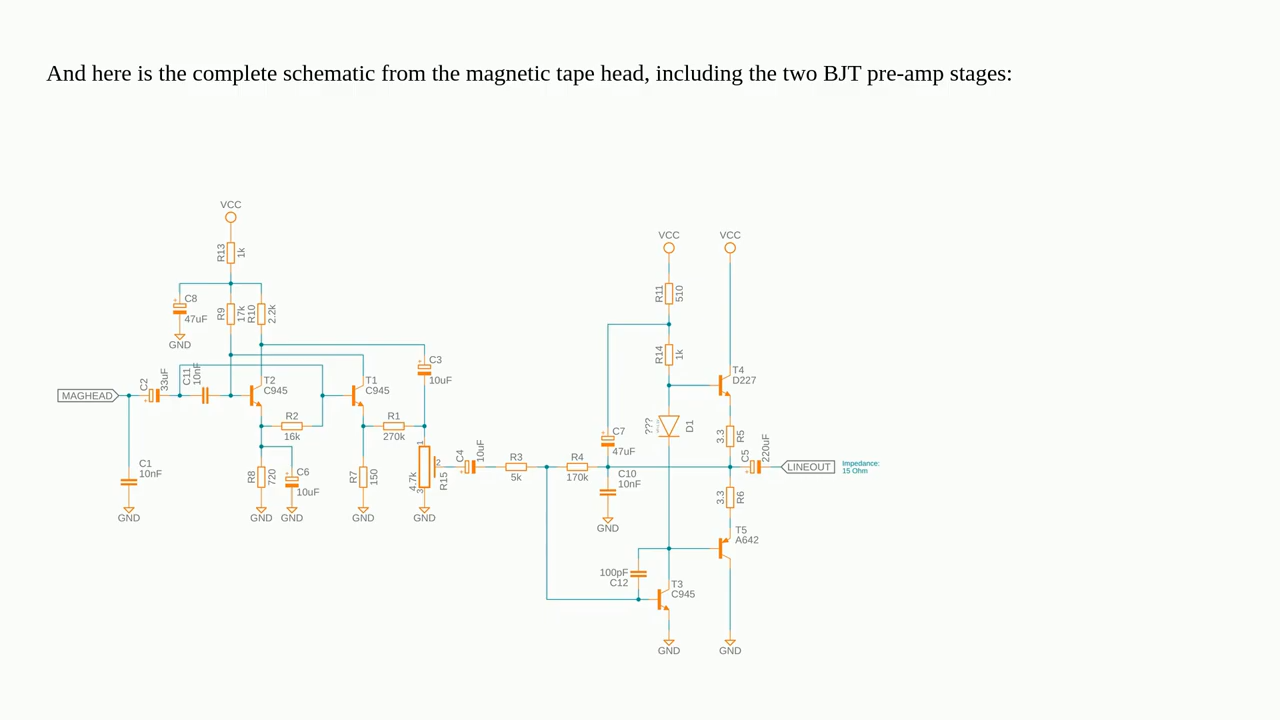 And here is the complete schematic from the magnetic tape head, including the two BJT pre-amp stages:
VCC
R13
1k
C8
47uF
GND
R9
17k
R10
2.2k
MAGHEAD
C2
33uF
C11
10nF
T2
C945
T1
C945
C3
10uF
R2
16k
R1
270k
C1
10nF
GND
R8
720
GND
C6
10uF
GND
R7
150
GND
1
2
3
4.7k
R15
GND
C4
10uF
R3
5k
R4
170k
VCC
R11
510
R14
1k
VCC
T4
D227
C7
47uF
???
D1
3.3
R5
C10
10nF
GND
C5
220uF
LINEOUT
Impedance:
15 Ohm
3.3
R6
T5
A642
100pF
C12
T3
C945
GND
GND